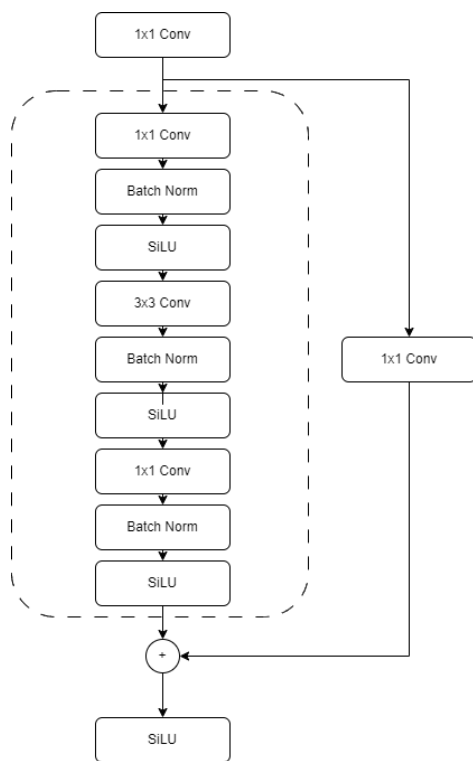 1x1 Conv
1x1 Conv
Batch Norm
SiLU
3x3 Conv
Batch Norm
1x1 Conv
SiLU
1x1 Conv
Batch Norm
SiLU
+
SiLU